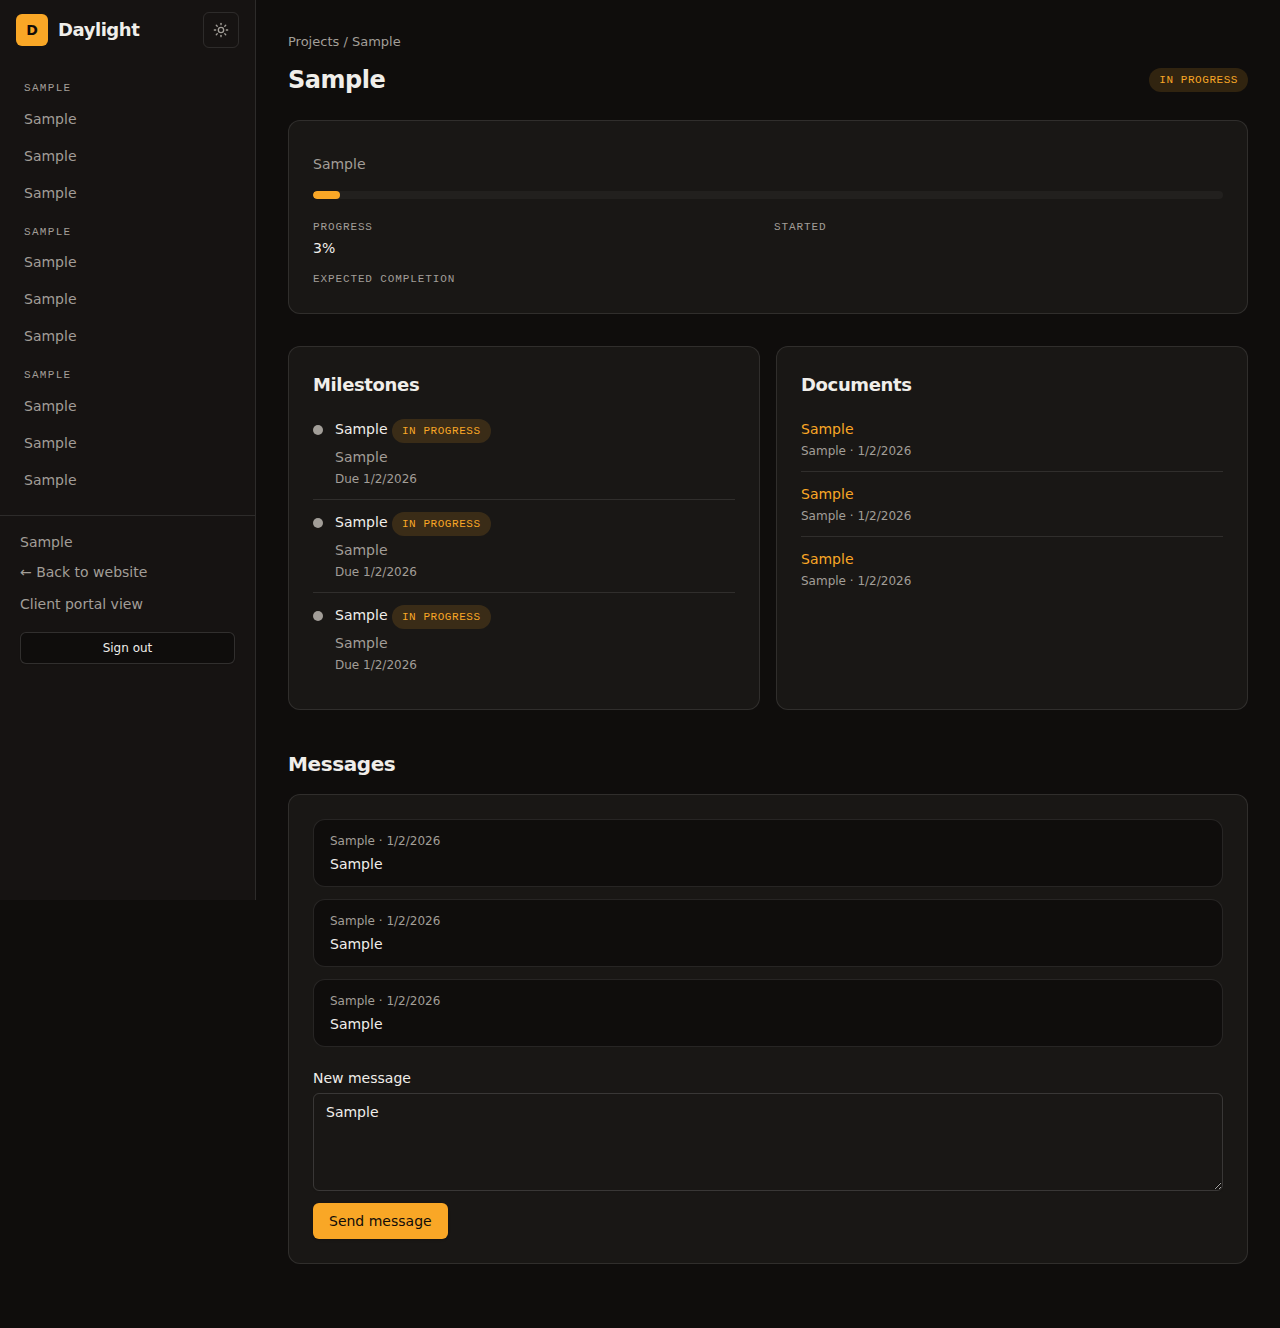 D Daylight
SAMPLE
Sample
Sample
Sample
SAMPLE
Sample
Sample
Sample
SAMPLE
Sample
Sample
Sample
Sample
← Back to website
Client portal view
Sign out
Projects / Sample
Sample
IN PROGRESS
Sample
PROGRESS
3%
STARTED
EXPECTED COMPLETION
Milestones
Sample IN PROGRESS
Sample
Due 1/2/2026
Sample IN PROGRESS
Sample
Due 1/2/2026
Sample IN PROGRESS
Sample
Due 1/2/2026
Documents
Sample
Sample · 1/2/2026
Sample
Sample · 1/2/2026
Sample
Sample · 1/2/2026
Messages
Sample · 1/2/2026
Sample
Sample · 1/2/2026
Sample
Sample · 1/2/2026
Sample
New message
Sample
Send message